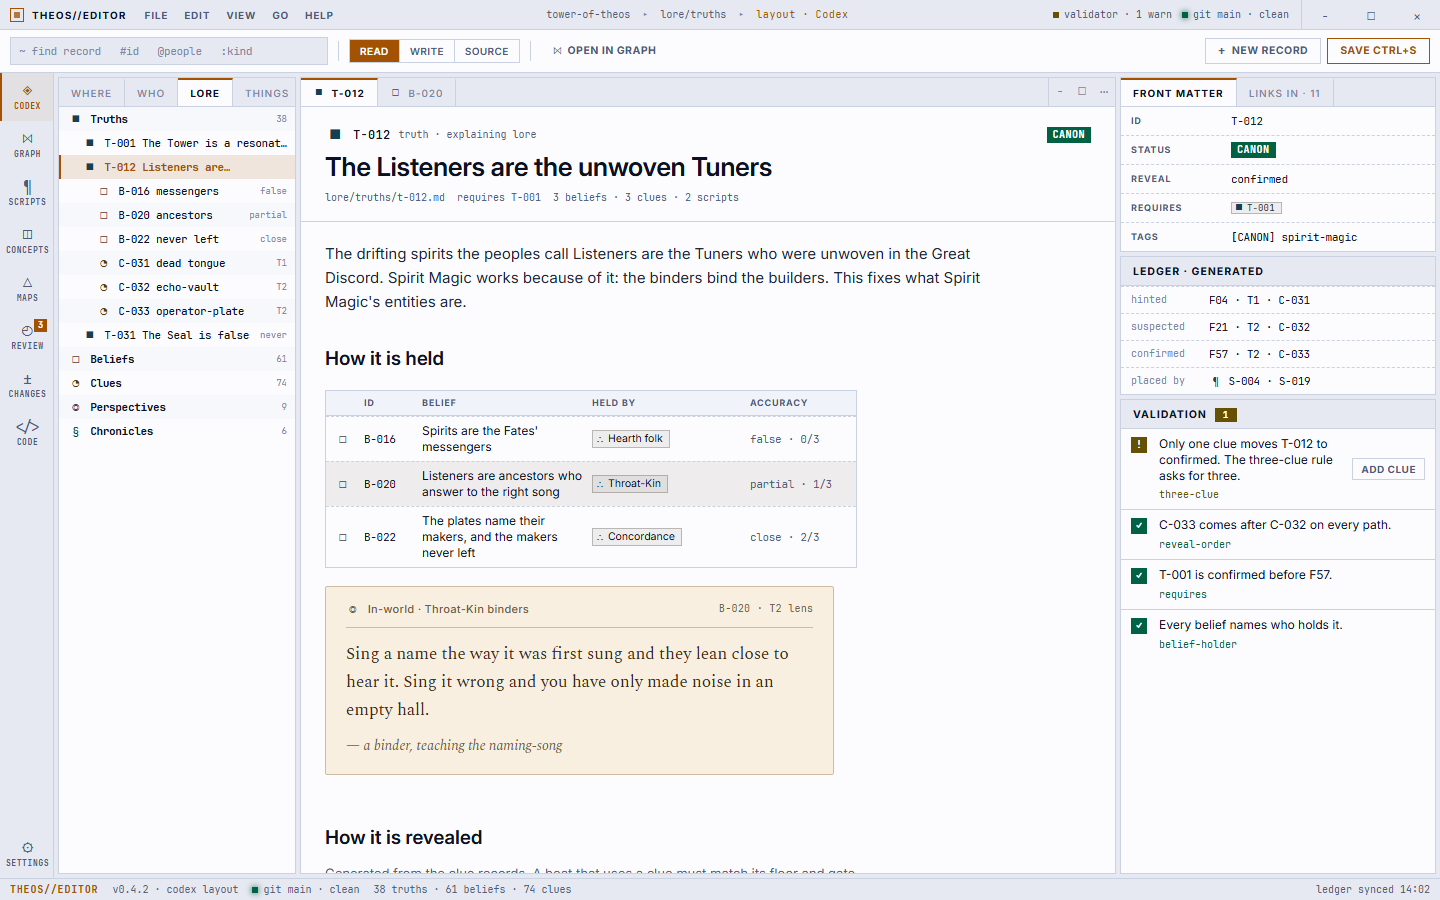 THEOS//EDITOR FILE EDIT VIEW GO HELP
tower-of-theos ▸ lore/truths ▸ layout · Codex
validator · 1 warn git main · clean
~ find record #id @people :kind
READ WRITE SOURCE
OPEN IN GRAPH
+ NEW RECORD SAVE CTRL+S
CODEX
GRAPH
SCRIPTS
CONCEPTS
MAPS
3
REVIEW
CHANGES
CODE
SETTINGS
WHERE WHO LORE THINGS
Truths 38
T-001 The Tower is a resonat…
T-012 Listeners are…
B-016 messengers false
B-020 ancestors partial
B-022 never left close
C-031 dead tongue T1
C-032 echo-vault T2
C-033 operator-plate T2
T-031 The Seal is false never
Beliefs 61
Clues 74
Perspectives 9
§ Chronicles 6
T-012 B-020
T-012 truth · explaining lore CANON
The Listeners are the unwoven Tuners
lore/truths/t-012.md requires T-001 3 beliefs · 3 clues · 2 scripts
The drifting spirits the peoples call Listeners are the Tuners who were unwoven in the Great
Discord. Spirit Magic works because of it: the binders bind the builders. This fixes what Spirit
Magic's entities are.
How it is held
ID BELIEF HELD BY ACCURACY
B-016 Spirits are the Fates' messengers ∴ Hearth folk false · 0/3
B-020 Listeners are ancestors who answer to the right song ∴ Throat-Kin partial · 1/3
B-022 The plates name their makers, and the makers never left ∴ Concordance close · 2/3
In-world · Throat-Kin binders B-020 · T2 lens
Sing a name the way it was first sung and they lean close to
hear it. Sing it wrong and you have only made noise in an
empty hall.
— a binder, teaching the naming-song
How it is revealed
Generated from the clue records. A beat that uses a clue must match its floor and gate.
FRONT MATTER LINKS IN · 11
ID T-012
STATUS CANON
REVEAL confirmed
REQUIRES T-001
TAGS [CANON] spirit-magic
LEDGER · GENERATED
hinted F04 · T1 · C-031
suspected F21 · T2 · C-032
confirmed F57 · T2 · C-033
placed by ¶ S-004 · S-019
VALIDATION 1
! Only one clue moves T-012 to
confirmed. The three-clue rule
asks for three.
three-clue
ADD CLUE
C-033 comes after C-032 on every path.
reveal-order
T-001 is confirmed before F57.
requires
Every belief names who holds it.
belief-holder
THEOS//EDITOR v0.4.2 · codex layout git main · clean 38 truths · 61 beliefs · 74 clues
ledger synced 14:02